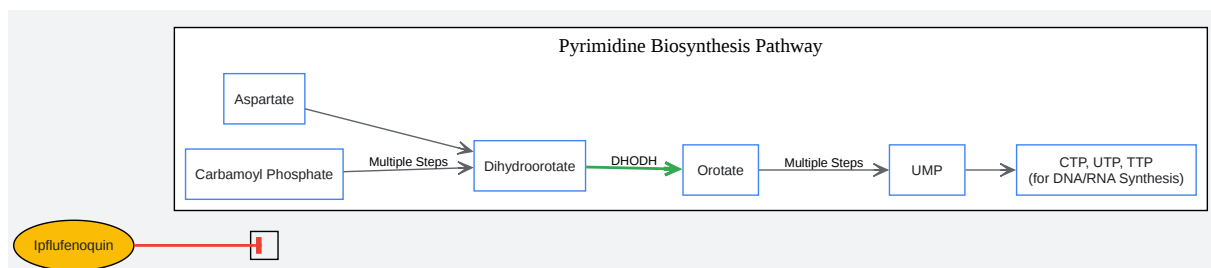 Pyrimidine Biosynthesis Pathway
Aspartate
Carbamoyl Phosphate
Multiple Steps
Dihydroorotate
DHODH
Orotate
Multiple Steps
UMP
CTP, UTP, TTP
(for DNA/RNA Synthesis)
Ipflufenoquin